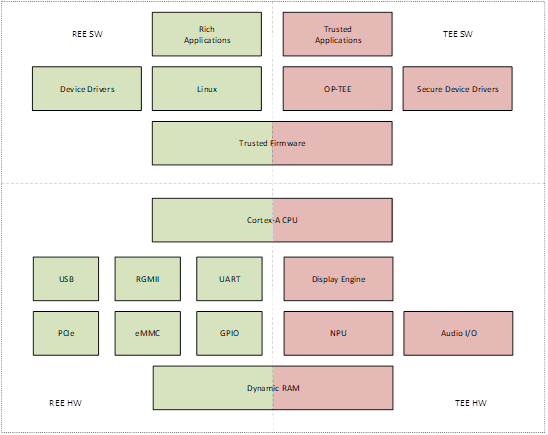 REE SW
Rich
Applications
Trusted
Applications
TEE SW
Device Drivers
Linux
OP-TEE
Secure Device Drivers
Trusted Firmware
Cortex-A CPU
USB
RGMII
UART
Display Engine
PCIe
eMMC
GPIO
NPU
Audio I/O
Dynamic RAM
REE HW
TEE HW